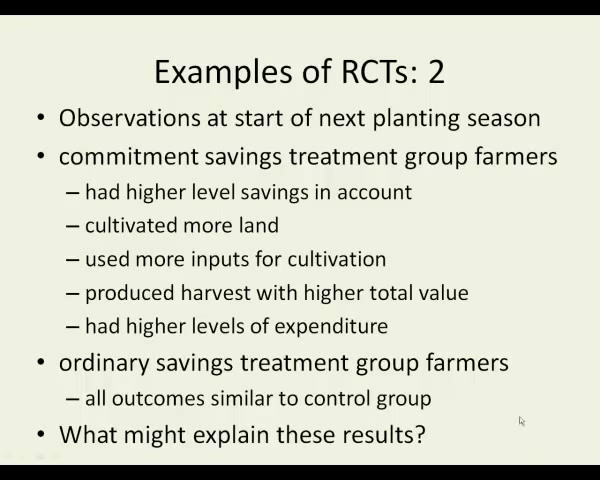 Examples of RCTs: 2
• Observations at start of next planting season
• commitment savings treatment group farmers
– had higher level savings in account
– cultivated more land
– used more inputs for cultivation
– produced harvest with higher total value
– had higher levels of expenditure
• ordinary savings treatment group farmers
– all outcomes similar to control group
• What might explain these results?